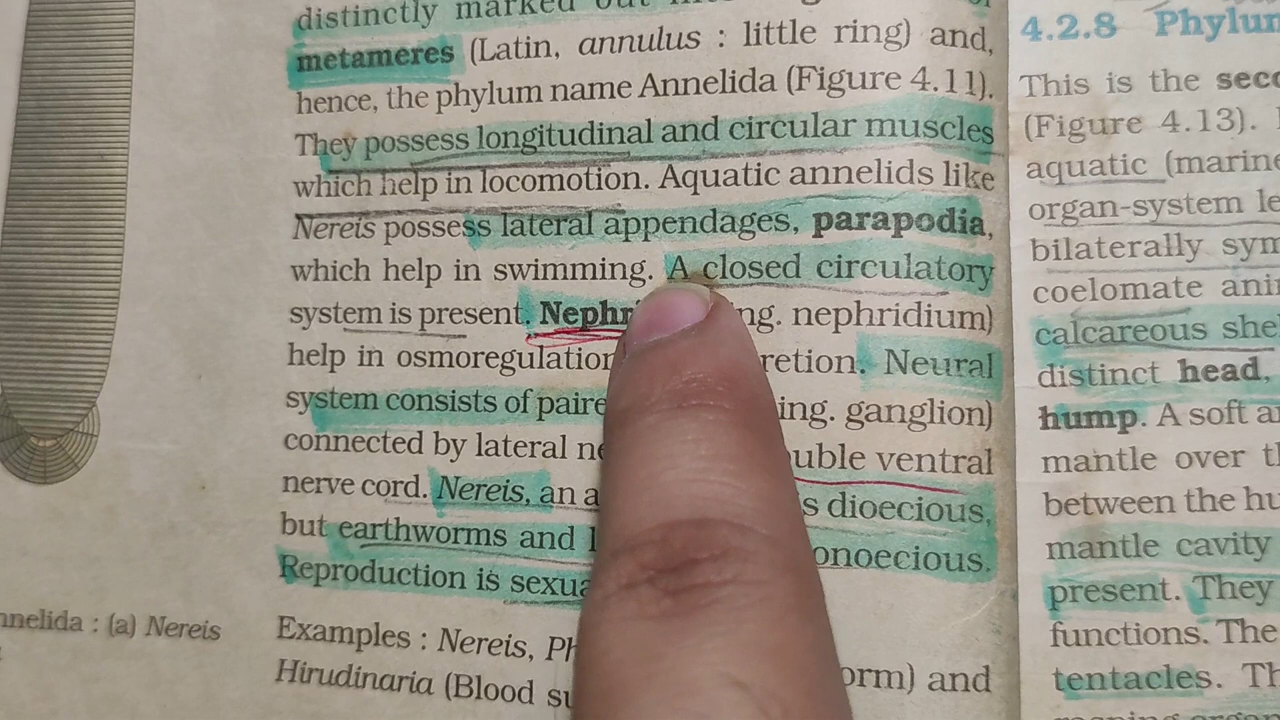 distinctly marked out
metameres (Latin, annulus : little ring) and,
hence, the phylum name Annelida (Figure 4.11).
They possess longitudinal and circular muscles
which help in locomotion. Aquatic annelids like
Nereis possess lateral appendages, parapodia,
which help in swimming. A closed circulatory
system is present. Nephr ng. nephridium)
help in osmoregulation retion. Neural
system consists of paire ing. ganglion)
connected by lateral ne uble ventral
nerve cord. Nereis, an a s dioecious,
but earthworms and l onoecious.
Reproduction is sexua
Examples : Nereis, Ph
Hirudinaria (Blood su orm) and
nnelida : (a) Nereis
4.2.8 Phylum
This is the seco
(Figure 4.13).
aquatic (marine
organ-system le
bilaterally sym
coelomate ani
calcareous she
distinct head,
hump. A soft a
mantle over th
between the hu
mantle cavity
present. They
functions. The
tentacles. Th